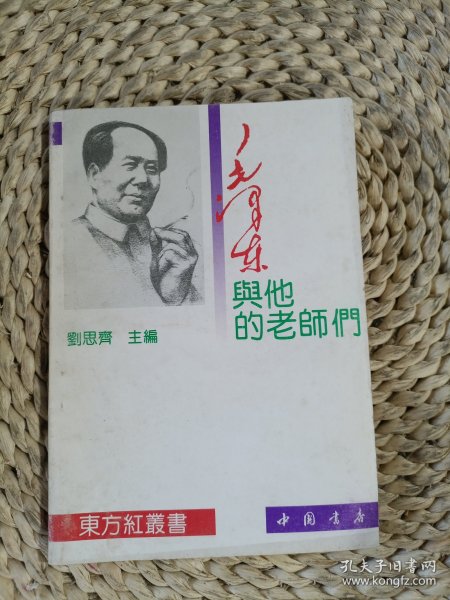 毛泽东
與他
的老師們
劉思齊 主編
東方紅叢書
中国书店
孔夫子旧书网
www.kongfz.com